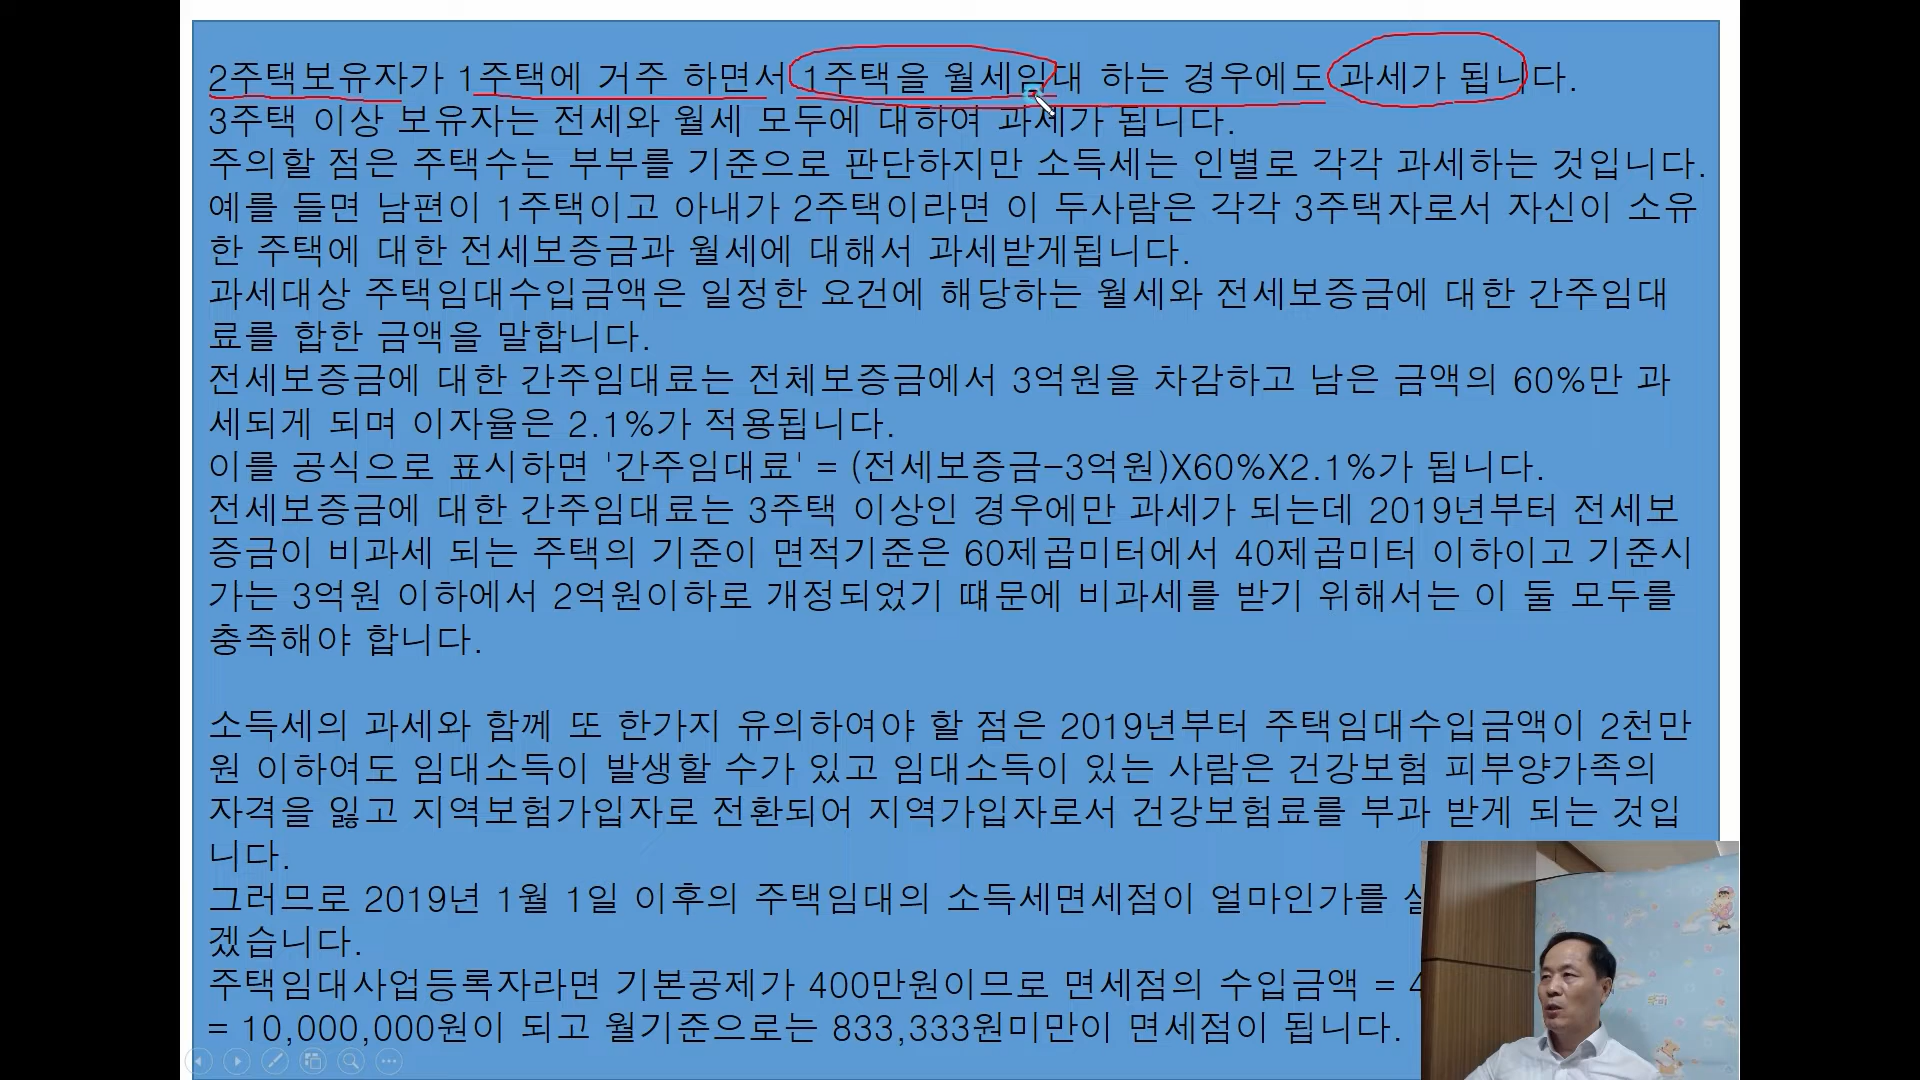 2주택보유자가 1주택에 거주 하면서 1주택을 월세임대 하는 경우에도 과세가 됩니다.
3주택 이상 보유자는 전세와 월세 모두에 대하여 과세가 됩니다.
주의할 점은 주택수는 부부를 기준으로 판단하지만 소득세는 인별로 각각 과세하는 것입니다.
예를 들면 남편이 1주택이고 아내가 2주택이라면 이 두사람은 각각 3주택자로서 자신이 소유
한 주택에 대한 전세보증금과 월세에 대해서 과세받게됩니다.
과세대상 주택임대수입금액은 일정한 요건에 해당하는 월세와 전세보증금에 대한 간주임대
료를 합한 금액을 말합니다.
전세보증금에 대한 간주임대료는 전체보증금에서 3억원을 차감하고 남은 금액의 60%만 과
세되게 되며 이자율은 2.1%가 적용됩니다.
이를 공식으로 표시하면 '간주임대료' = (전세보증금-3억원)X60%X2.1%가 됩니다.
전세보증금에 대한 간주임대료는 3주택 이상인 경우에만 과세가 되는데 2019년부터 전세보
증금이 비과세 되는 주택의 기준이 면적기준은 60제곱미터에서 40제곱미터 이하이고 기준시
가는 3억원 이하에서 2억원이하로 개정되었기 떄문에 비과세를 받기 위해서는 이 둘 모두를
충족해야 합니다.
소득세의 과세와 함께 또 한가지 유의하여야 할 점은 2019년부터 주택임대수입금액이 2천만
원 이하여도 임대소득이 발생할 수가 있고 임대소득이 있는 사람은 건강보험 피부양가족의
자격을 잃고 지역보험가입자로 전환되어 지역가입자로서 건강보험료를 부과 받게 되는 것입
니다.
그러므로 2019년 1월 1일 이후의 주택임대의 소득세면세점이 얼마인가를
겠습니다.
주택임대사업등록자라면 기본공제가 400만원이므로 면세점의 수입금액 =
= 10,000,000원이 되고 월기준으로는 833,333원미만이 면세점이 됩니다.